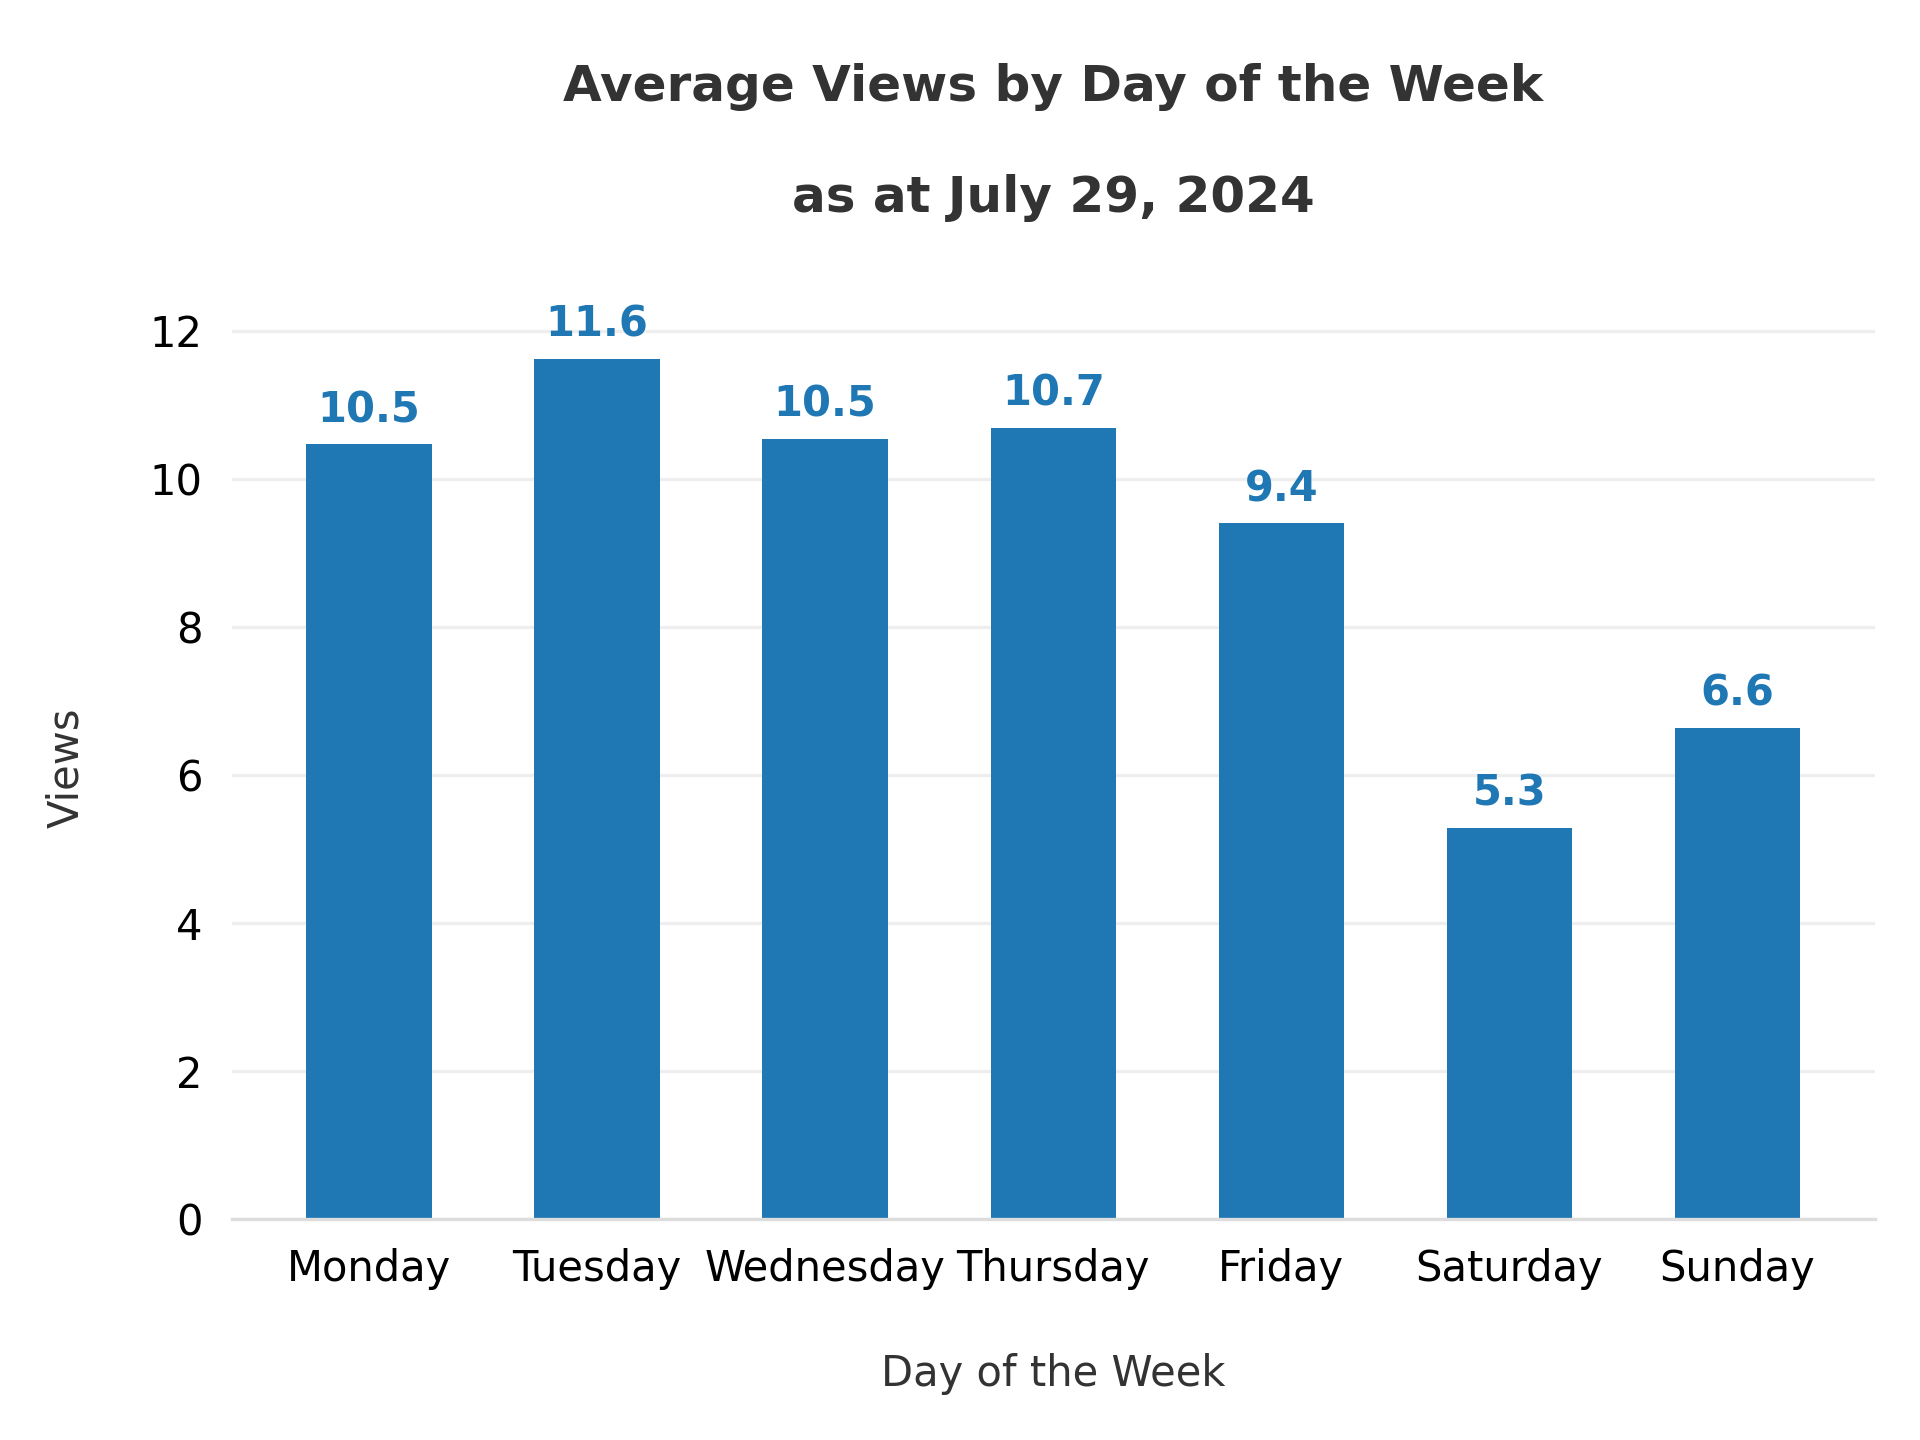 Average Views by Day of the Week
as at July 29, 2024
12
10
8
6
4
2
0
Views
10.5
11.6
10.5
10.7
9.4
5.3
6.6
Monday Tuesday Wednesday Thursday Friday Saturday Sunday
Day of the Week